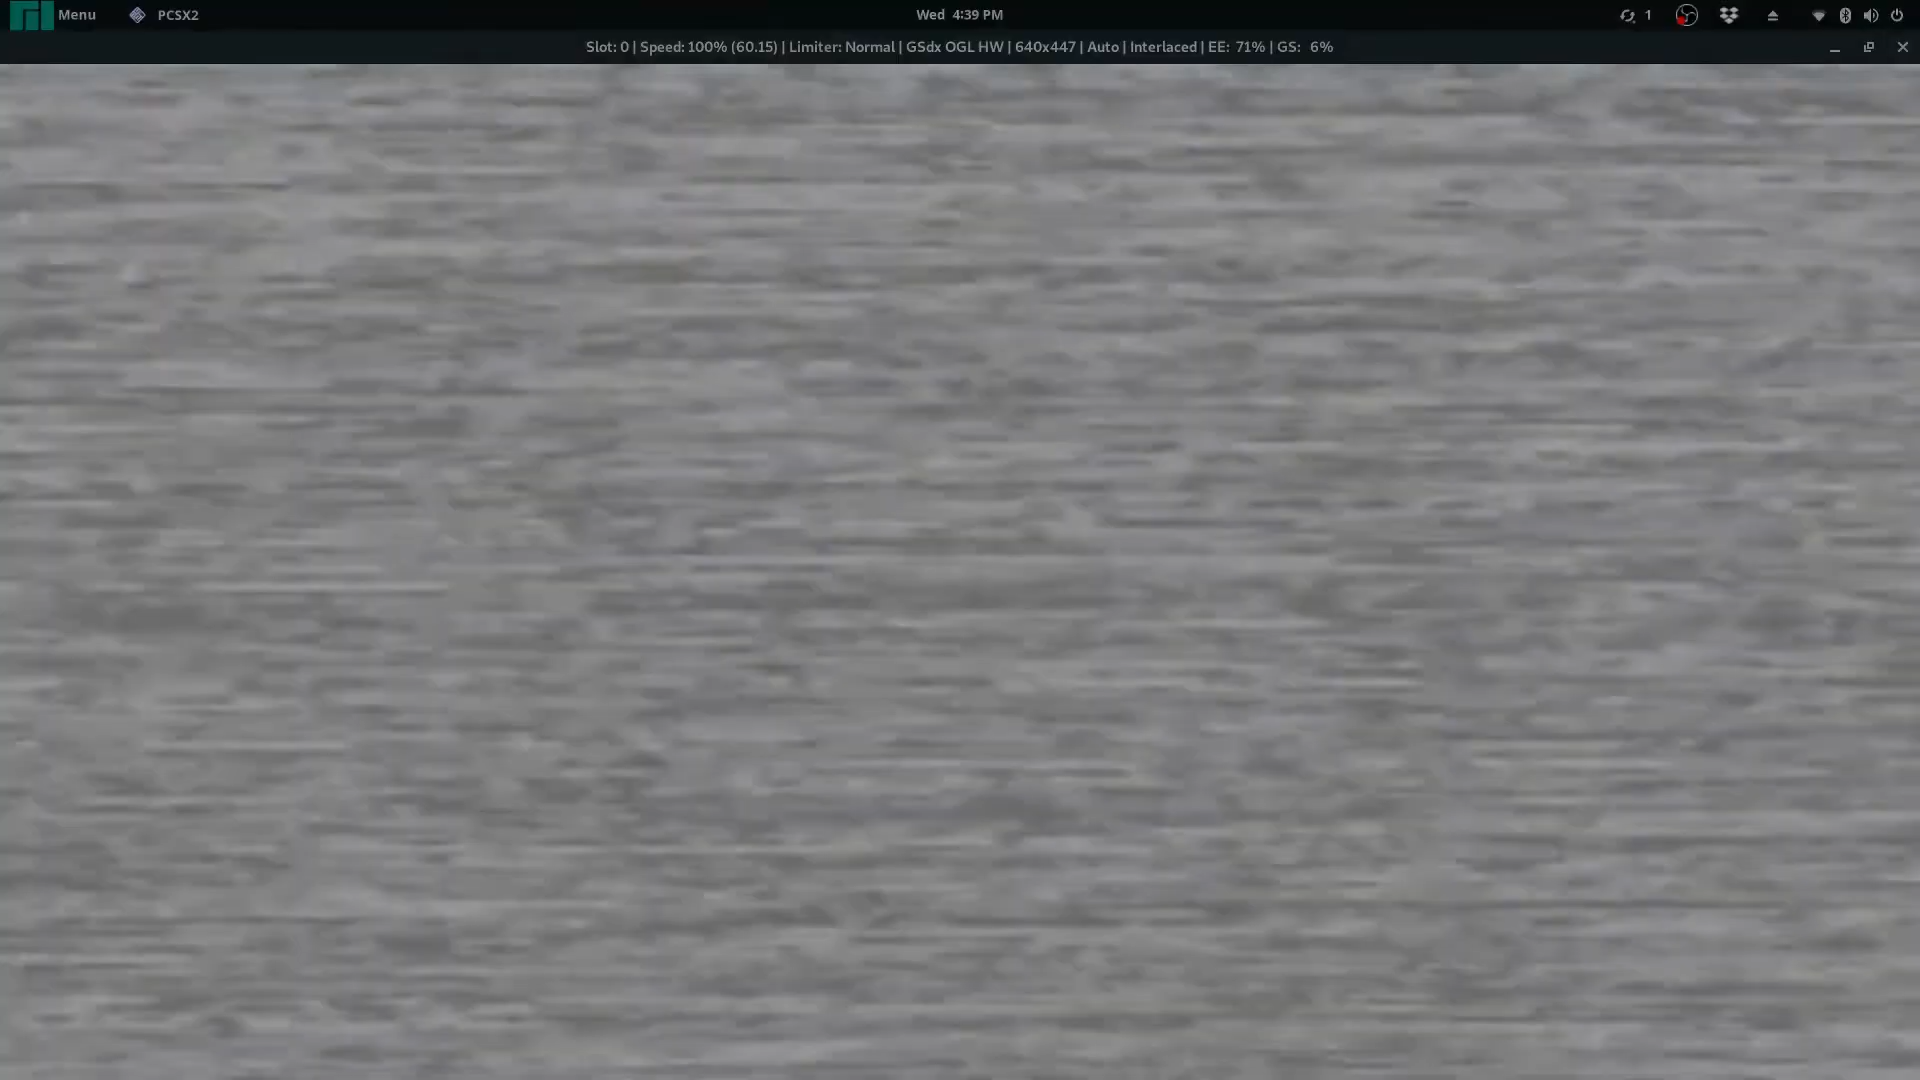 Menu PCSX2 Wed 4:39 PM 1
Slot: 0 | Speed: 100% (60.15) | Limiter: Normal | GSdx OGL HW | 640x447 | Auto | Interlaced | EE: 71% | GS: 6%